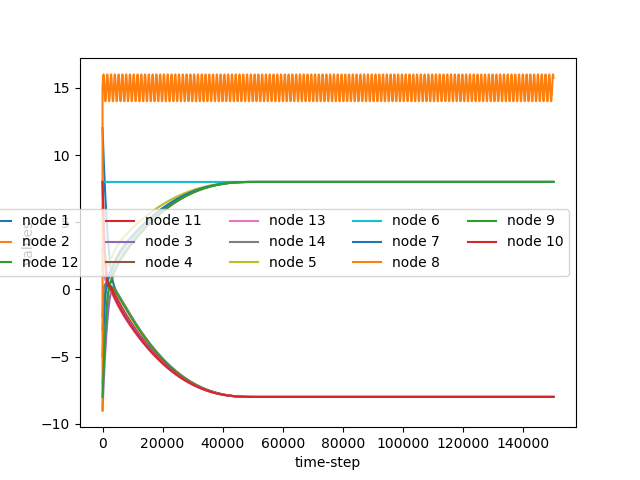 15
10
0
−5
−10
node 1 node 11 node 13 node 6 node 9
node 2 node 3 node 14 node 7 node 10
node 12 node 4 node 5 node 8
0 20000 40000 60000 80000 100000 120000 140000
time-step